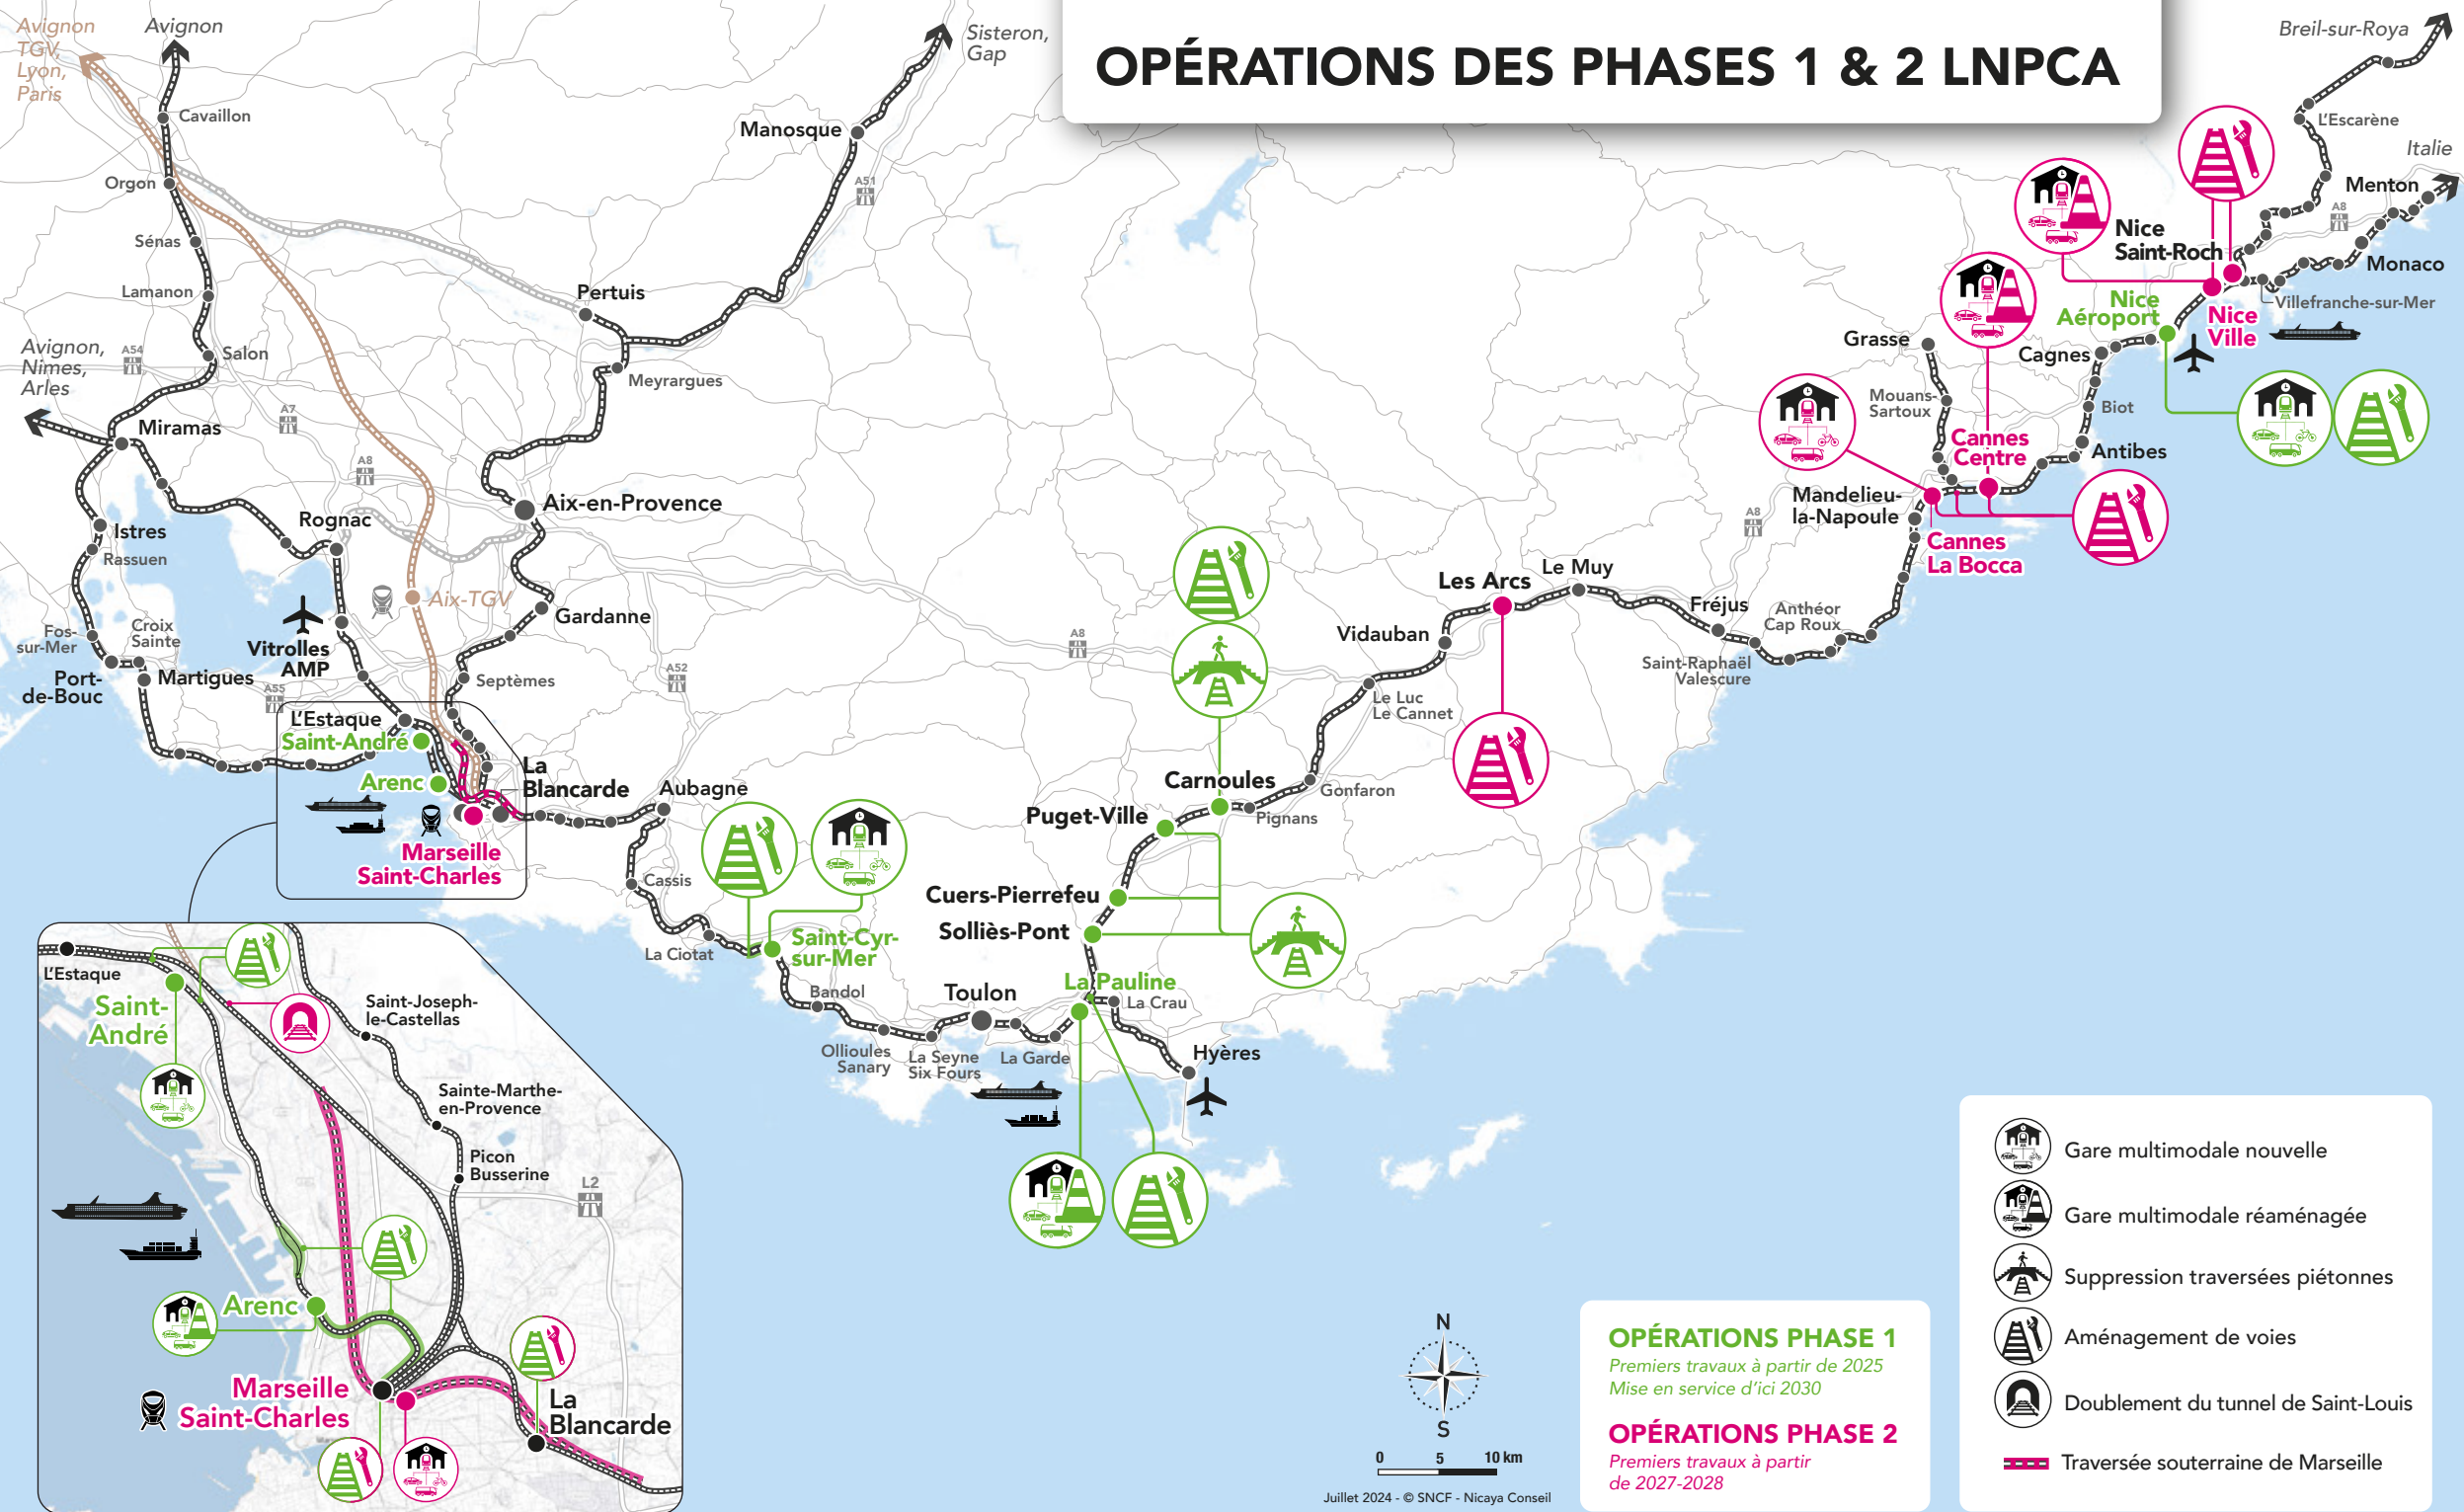 OPÉRATIONS DES PHASES 1 & 2 LNPCA
Avignon
TGV,
Lyon,
Paris
Avignon
Sisteron,
Gap
Breil-sur-Roya
Cavaillon
Manosque
L'Escarène
Italie
Orgon
A51
Menton
A8
Sénas
Nice
Saint-Roch
Monaco
Lamanon
Pertuis
Nice
Aéroport
Villefranche-sur-Mer
Nice
Ville
Avignon,
Nimes,
Arles
A54
Salon
Meyrargues
Grasse
Cagnes
Mouans-
Sartoux
Biot
A7
Miramas
Cannes
Centre
Antibes
A8
Aix-en-Provence
Mandelieu-
la-Napoule
A8
Rognac
Istres
Rassuen
Cannes
La Bocca
Les Arcs
Le Muy
Aix-TGV
Gardanne
Fréjus
Anthéor
Cap Roux
Fos-
sur-Mer
Croix
Sainte
Vitrolles
AMP
A8
Vidauban
Saint-Raphaël
Valescure
Port-
de-Bouc
Martigues
A55
Septèmes
A52
Le Luc
Le Cannet
L'Estaque
Saint-André
Arenc
La
Blancarde
Aubagne
Carnoules
Gonfaron
Puget-Ville
Pignans
Marseille
Saint-Charles
Cassis
Cuers-Pierrefeu
Solliès-Pont
La Ciotat
Saint-Cyr-
sur-Mer
La Pauline
La Crau
Bandol
Toulon
Ollioules
Sanary
La Seyne
Six Fours
La Garde
Hyères
L'Estaque
Saint-
André
Saint-Joseph-
le-Castellas
Sainte-Marthe-
en-Provence
Picon
Busserine
L2
Arenc
Marseille
Saint-Charles
La
Blancarde
N
S
0 5 10 km
Juillet 2024 - © SNCF - Nicaya Conseil
OPÉRATIONS PHASE 1
Premiers travaux à partir de 2025
Mise en service d'ici 2030
OPÉRATIONS PHASE 2
Premiers travaux à partir
de 2027-2028
Gare multimodale nouvelle
Gare multimodale réaménagée
Suppression traversées piétonnes
Aménagement de voies
Doublement du tunnel de Saint-Louis
Traversée souterraine de Marseille